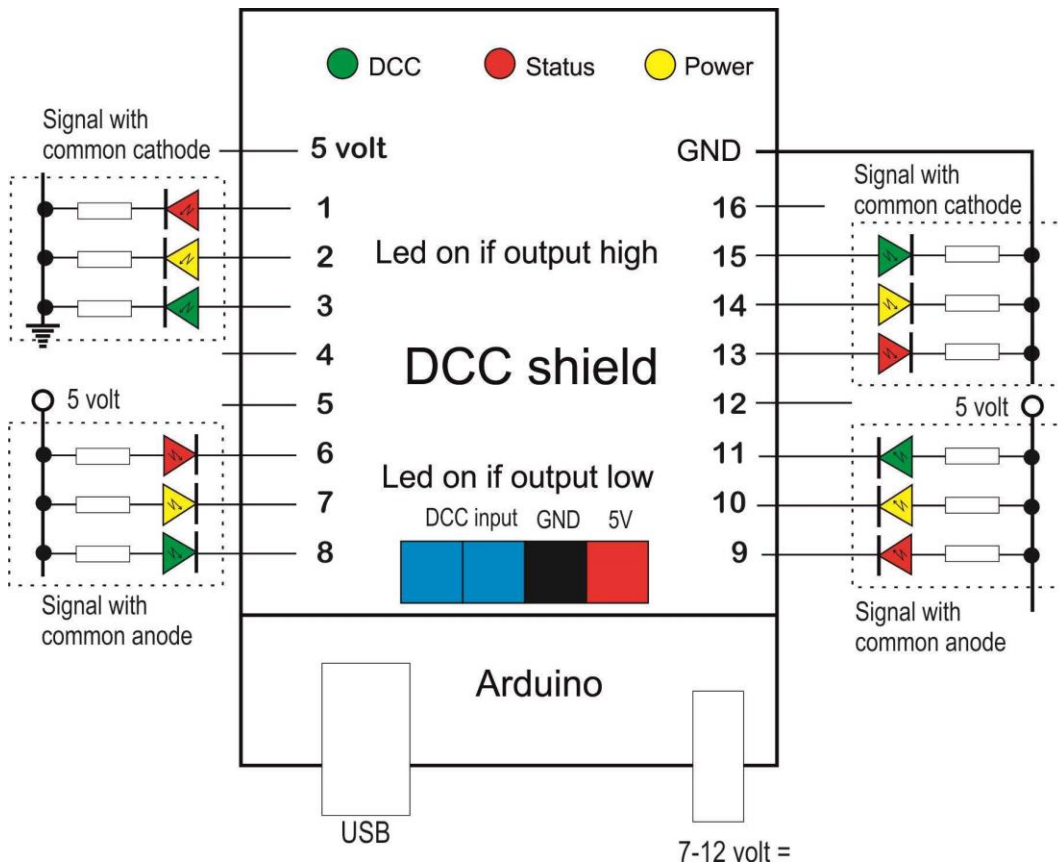 DCC
Status
Power
Signal with
common cathode
5 volt
GND
1
2
3
4
5
6
7
8
Signal with
common cathode
16
15
14
13
12
11
10
9
Led on if output high
DCC shield
5 volt
5 volt
Led on if output low
DCC input GND 5V
Signal with
common anode
Signal with
common anode
Arduino
USB
7-12 volt =